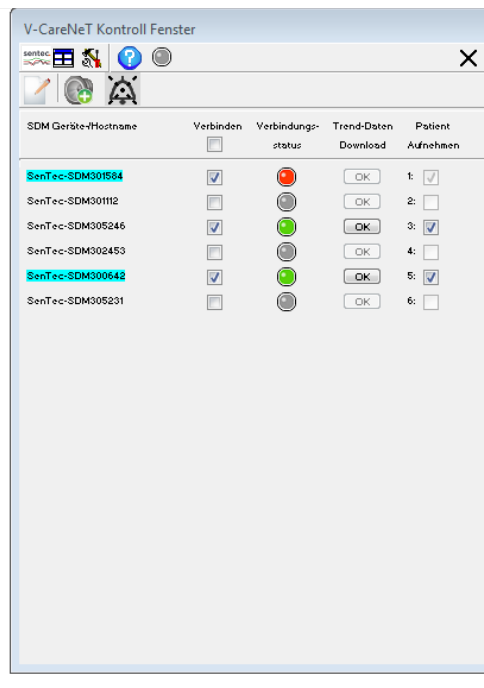 V-CareNeT Kontroll Fenster
sentec
?
SDM Geräte-/Hostname Verbinden Verbindungs- Trend-Daten Patient
status Download Aufnehmen
SenTec-SDM301584 OK 1:
SenTec-SDM301112 OK 2:
SenTec-SDM305246 OK 3:
SenTec-SDM302453 OK 4:
SenTec-SDM300642 OK 5:
SenTec-SDM305231 OK 6: